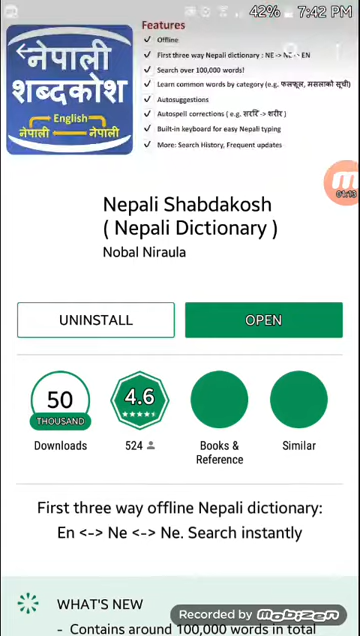 42% 7:42 PM
Features
नेपाली
शब्दकोश
English
नेपाली नेपाली
✓ Offline
✓ First three way Nepali dictionary : NE -> NE -> EN
✓ Search over 100,000 words!
✓ Learn common words by category (e.g. फलफूल, मसलाको सूची)
✓ Autosuggestions
✓ Autospell corrections ( e.g. -> शरीर )
✓ Built-in keyboard for easy Nepali typing
✓ More: Search History, Frequent updates
01:13
Nepali Shabdakosh
( Nepali Dictionary )
Nobal Niraula
UNINSTALL
OPEN
50
THOUSAND
Downloads
4.6
524
Books &
Reference
Similar
First three way offline Nepali dictionary:
En <-> Ne <-> Ne. Search instantly
WHAT'S NEW
- Contains around 100,000 words in total
Recorded by mobizen